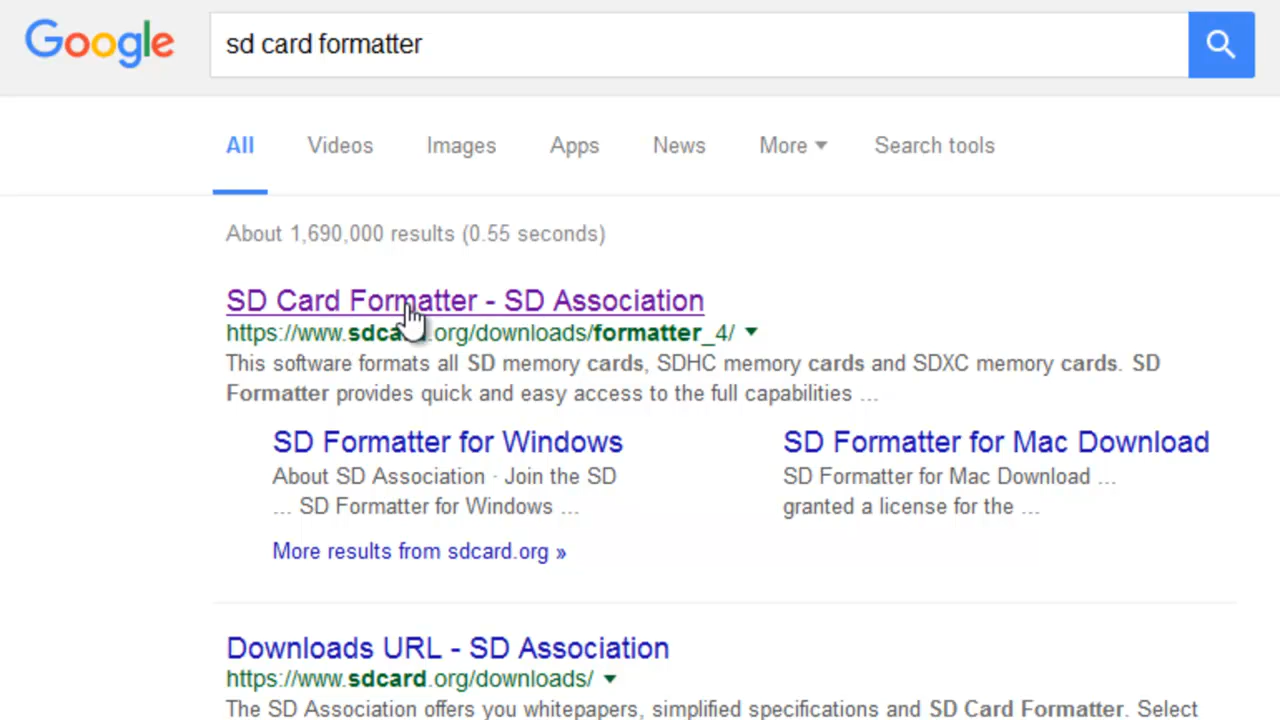 Google
sd card formatter
All Videos Images Apps News More Search tools
About 1,690,000 results (0.55 seconds)
SD Card Formatter - SD Association
https://www.sdcard.org/downloads/formatter_4/
This software formats all SD memory cards, SDHC memory cards and SDXC memory cards. SD
Formatter provides quick and easy access to the full capabilities ...
SD Formatter for Windows
About SD Association · Join the SD
... SD Formatter for Windows ...
SD Formatter for Mac Download
SD Formatter for Mac Download ...
granted a license for the ...
More results from sdcard.org »
Downloads URL - SD Association
https://www.sdcard.org/downloads/
The SD Association offers you whitepapers, simplified specifications and SD Card Formatter. Select